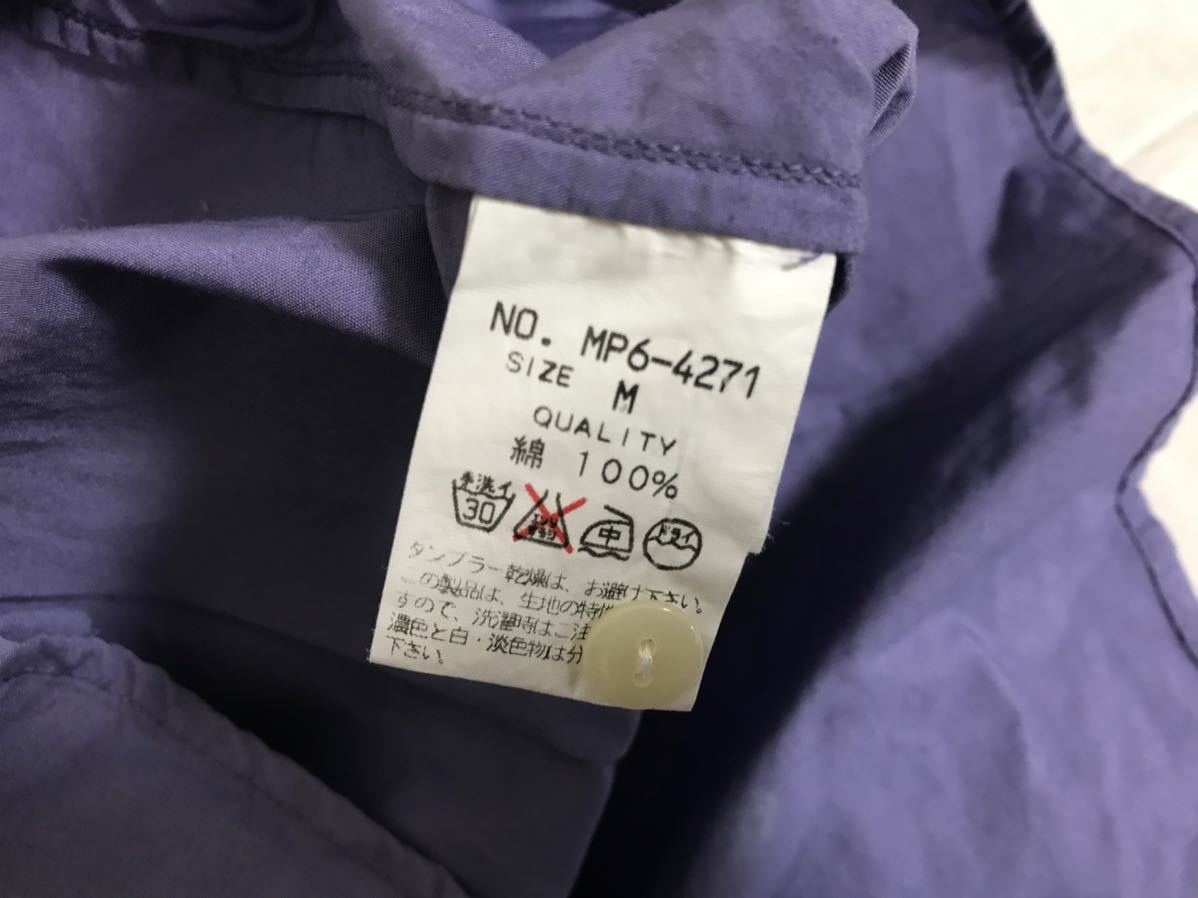 NO. MP6-4271
SIZE M
QUALITY
綿 100%
手洗イ
30 中 ドライ
タンブラー乾燥は、お避け下さい。
この製品は、生地の特性
すので、洗濯時はご注
濃色と白・淡色物は分
下さい。